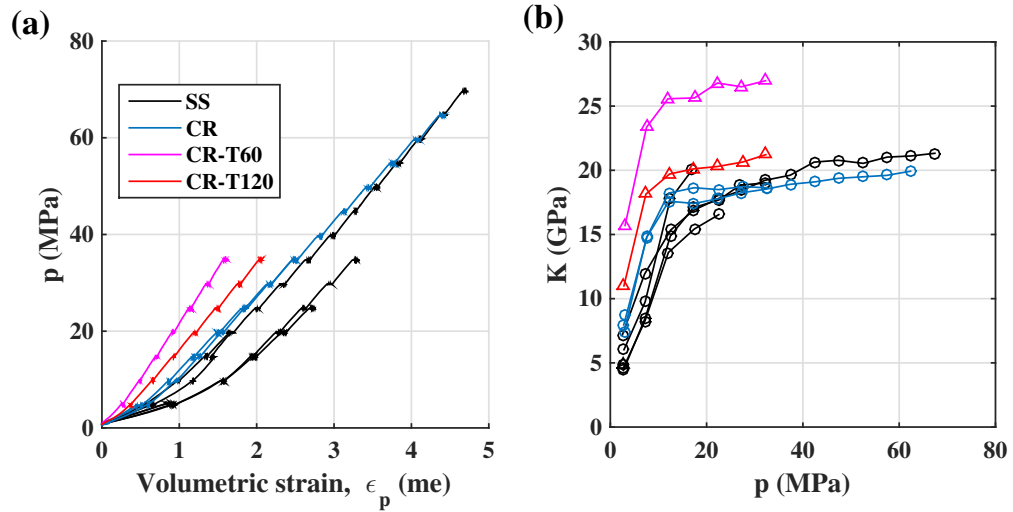 (a)
p (MPa)
80
60
40
20
0
SS
CR
CR-T60
CR-T120
0 1 2 3 4 5
Volumetric strain, ϵp (me)
(b)
K ((GPa)
30
25
20
15
10
5
0
0 20 40 60 80
p (MPa)